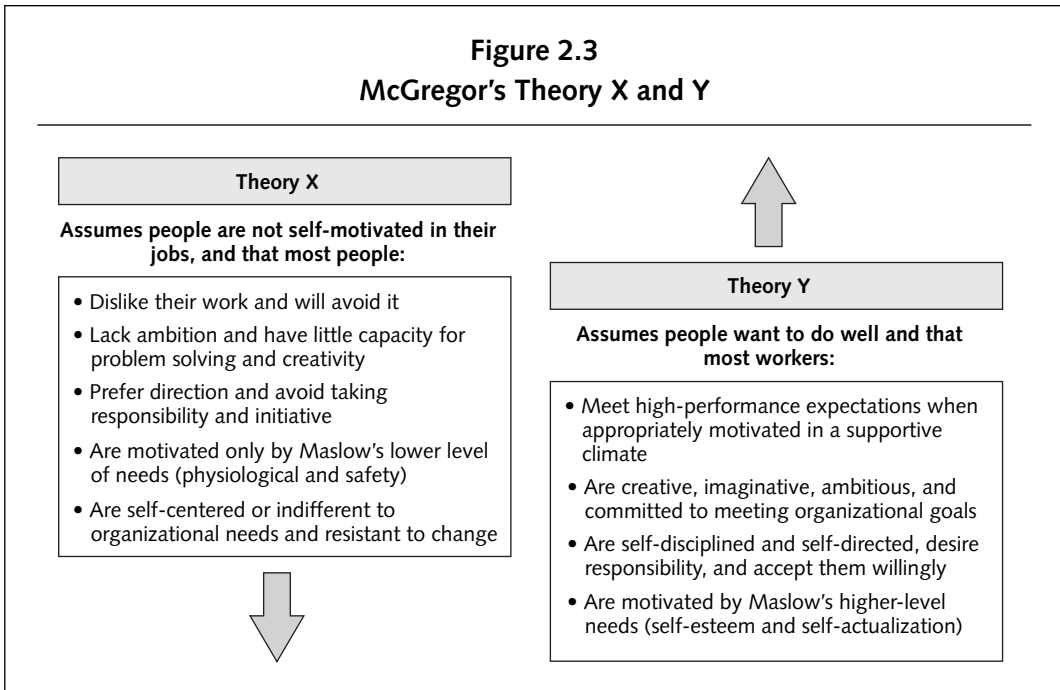 Figure 2.3
McGregor's Theory X and Y
Theory X
Assumes people are not self-motivated in their
jobs, and that most people:
• Dislike their work and will avoid it
• Lack ambition and have little capacity for
problem solving and creativity
• Prefer direction and avoid taking
responsibility and initiative
• Are motivated only by Maslow's lower level
of needs (physiological and safety)
• Are self-centered or indifferent to
organizational needs and resistant to change
Theory Y
Assumes people want to do well and that
most workers:
• Meet high-performance expectations when
appropriately motivated in a supportive
climate
• Are creative, imaginative, ambitious, and
committed to meeting organizational goals
• Are self-disciplined and self-directed, desire
responsibility, and accept them willingly
• Are motivated by Maslow's higher-level
needs (self-esteem and self-actualization)